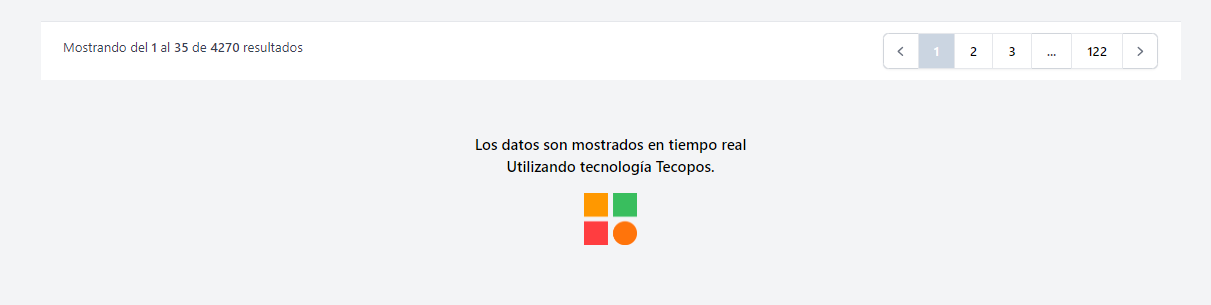 Mostrando del 1 al 35 de 4270 resultados
1 2 3 ... 122
Los datos son mostrados en tiempo real
Utilizando tecnología Tecopos.